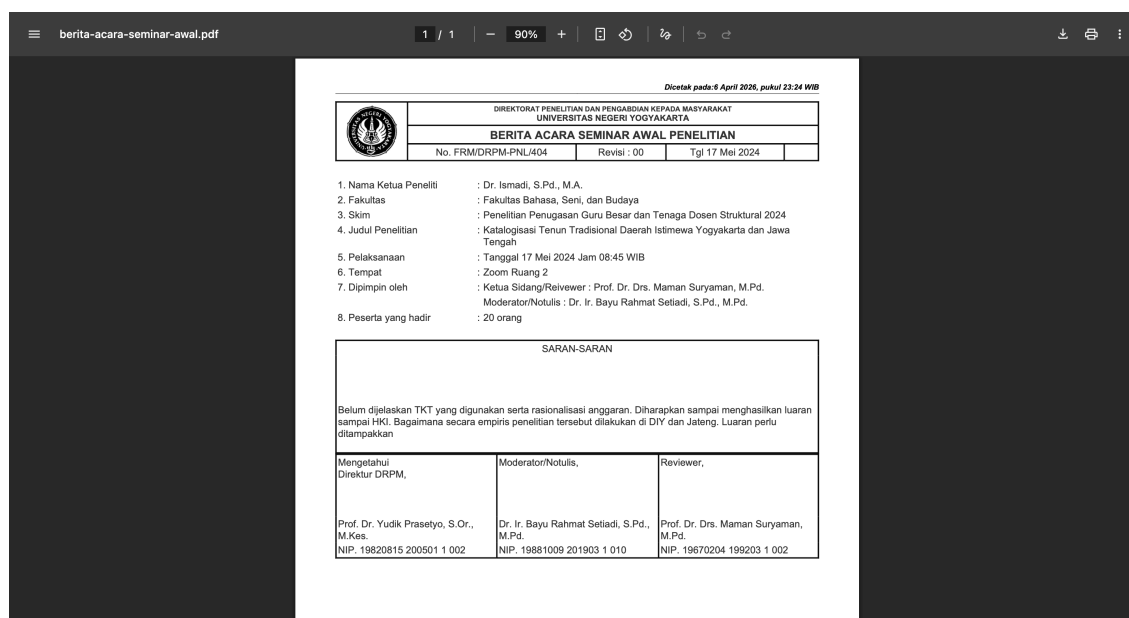 berita-acara-seminar-awal.pdf
1 / 1
90%
Dicetak pada:6 April 2026, pukul 23:24 WIB
DIREKTORAT PENELITIAN DAN PENGABDIAN KEPADA MASYARAKAT
UNIVERSITAS NEGERI YOGYAKARTA
BERITA ACARA SEMINAR AWAL PENELITIAN
No. FRM/DRPM-PNL/404 Revisi : 00 Tgl 17 Mei 2024
1. Nama Ketua Peneliti : Dr. Ismadi, S.Pd., M.A.
2. Fakultas : Fakultas Bahasa, Seni, dan Budaya
3. Skim : Penelitian Penugasan Guru Besar dan Tenaga Dosen Struktural 2024
4. Judul Penelitian : Katalogisasi Tenun Tradisional Daerah Istimewa Yogyakarta dan Jawa
Tengah
5. Pelaksanaan : Tanggal 17 Mei 2024 Jam 08:45 WIB
6. Tempat : Zoom Ruang 2
7. Dipimpin oleh : Ketua Sidang/Reivewer : Prof. Dr. Drs. Maman Suryaman, M.Pd.
Moderator/Notulis : Dr. Ir. Bayu Rahmat Setiadi, S.Pd., M.Pd.
8. Peserta yang hadir : 20 orang
SARAN-SARAN
Belum dijelaskan TKT yang digunakan serta rasionalisasi anggaran. Diharapkan sampai menghasilkan luaran
sampai HKI. Bagaimana secara empiris penelitian tersebut dilakukan di DIY dan Jateng. Luaran perlu
ditampakkan
Mengetahui
Direktur DRPM,
Prof. Dr. Yudik Prasetyo, S.Or.,
M.Kes.
NIP. 19820815 200501 1 002
Moderator/Notulis,
Dr. Ir. Bayu Rahmat Setiadi, S.Pd.,
M.Pd.
NIP. 19881009 201903 1 010
Reviewer,
Prof. Dr. Drs. Maman Suryaman,
M.Pd.
NIP. 19670204 199203 1 002